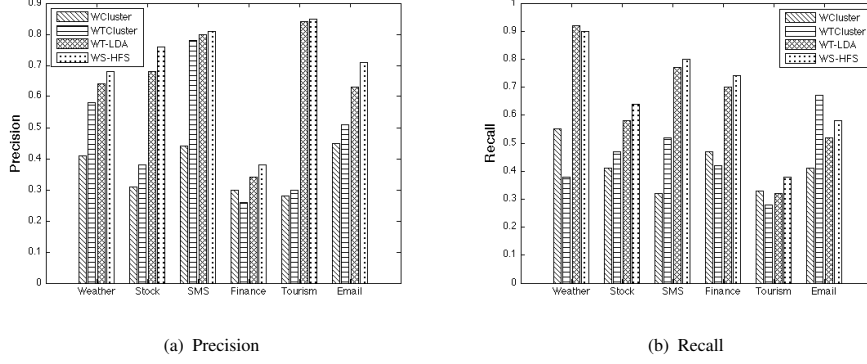 WCluster
WTCluster
WT-LDA
WS-HFS
0.9
0.8
0.7
0.6
0.5
0.4
0.3
0.2
0.1
0
Precision
Weather Stock SMS Finance Tourism Email
(a) Precision
WCluster
WTCluster
WT-LDA
WS-HFS
1
0.9
0.8
0.7
0.6
0.5
0.4
0.3
0.2
0.1
0
Recall
Weather Stock SMS Finance Tourism Email
(b) Recall